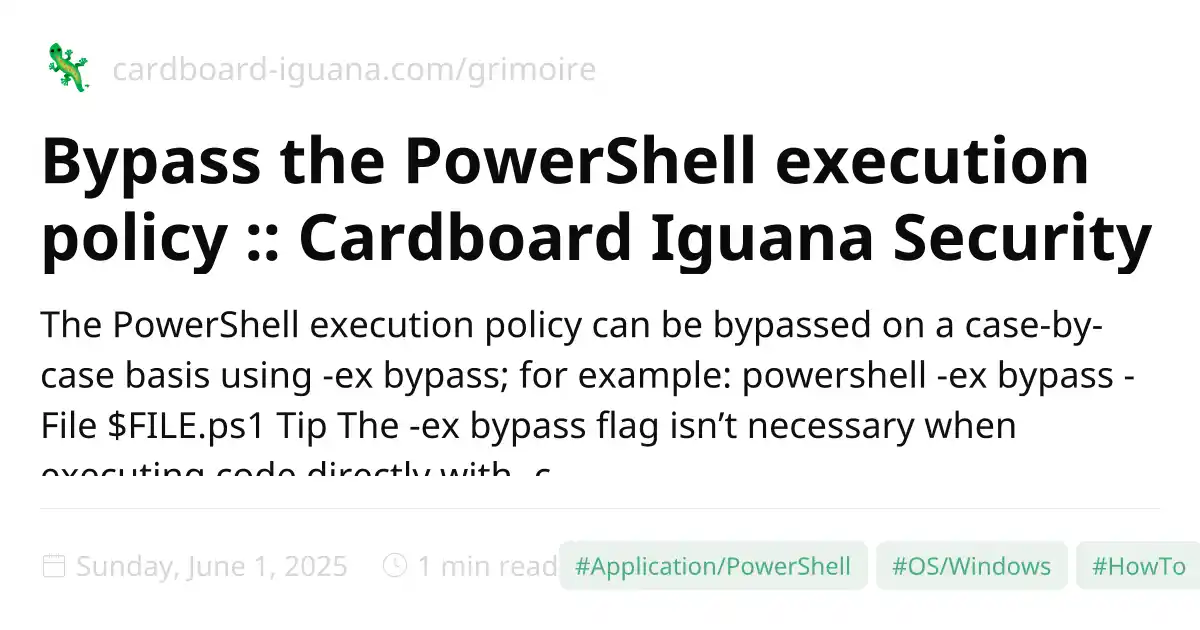 cardboard-iguana.com/grimoire
Bypass the PowerShell execution
policy :: Cardboard Iguana Security
The PowerShell execution policy can be bypassed on a case-by-
case basis using -ex bypass; for example: powershell -ex bypass -
File $FILE.ps1 Tip The -ex bypass flag isn’t necessary when
executing code directly with -c
Sunday, June 1, 2025 1 min read #Application/PowerShell #OS/Windows #HowTo